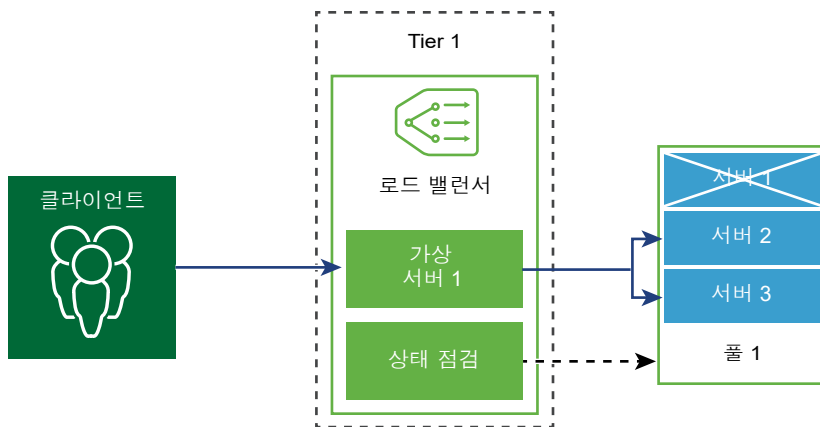 Tier 1
로드 밸런서
클라이언트
가상
서버 1
상태 점검
서버 1
서버 2
서버 3
풀 1